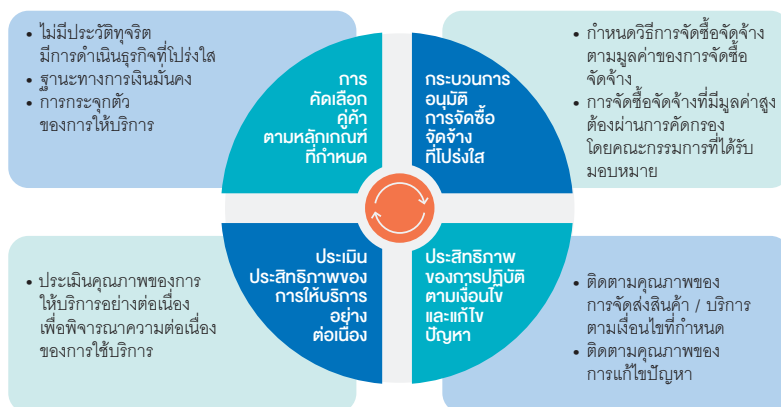 • ไม่มีประวัติทุจริต
มีการดำเนินธุรกิจที่โปร่งใส
• ฐานะทางการเงินมั่นคง
• การกระจุกตัว
ของการให้บริการ
การ
คัดเลือก
คู่ค้า
ตามหลักเกณฑ์
ที่กำหนด
กระบวนการ
อนุมัติ
การจัดซื้อ
จัดจ้าง
ที่โปร่งใส
• กำหนดวิธีการจัดซื้อจัดจ้าง
ตามมูลค่าของการจัดซื้อ
จัดจ้าง
• การจัดซื้อจัดจ้างที่มีมูลค่าสูง
ต้องผ่านการคัดกรอง
โดยคณะกรรมการที่ได้รับ
มอบหมาย
• ประเมินคุณภาพของการ
ให้บริการอย่างต่อเนื่อง
เพื่อพิจารณาความต่อเนื่อง
ของการใช้บริการ
ประเมิน
ประสิทธิภาพของ
การให้บริการ
อย่าง
ต่อเนื่อง
ประสิทธิภาพ
ของการปฏิบัติ
ตามเงื่อนไข
และแก้ไข
ปัญหา
• ติดตามคุณภาพของ
การจัดส่งสินค้า / บริการ
ตามเงื่อนไขที่กำหนด
• ติดตามคุณภาพของ
การแก้ไขปัญหา